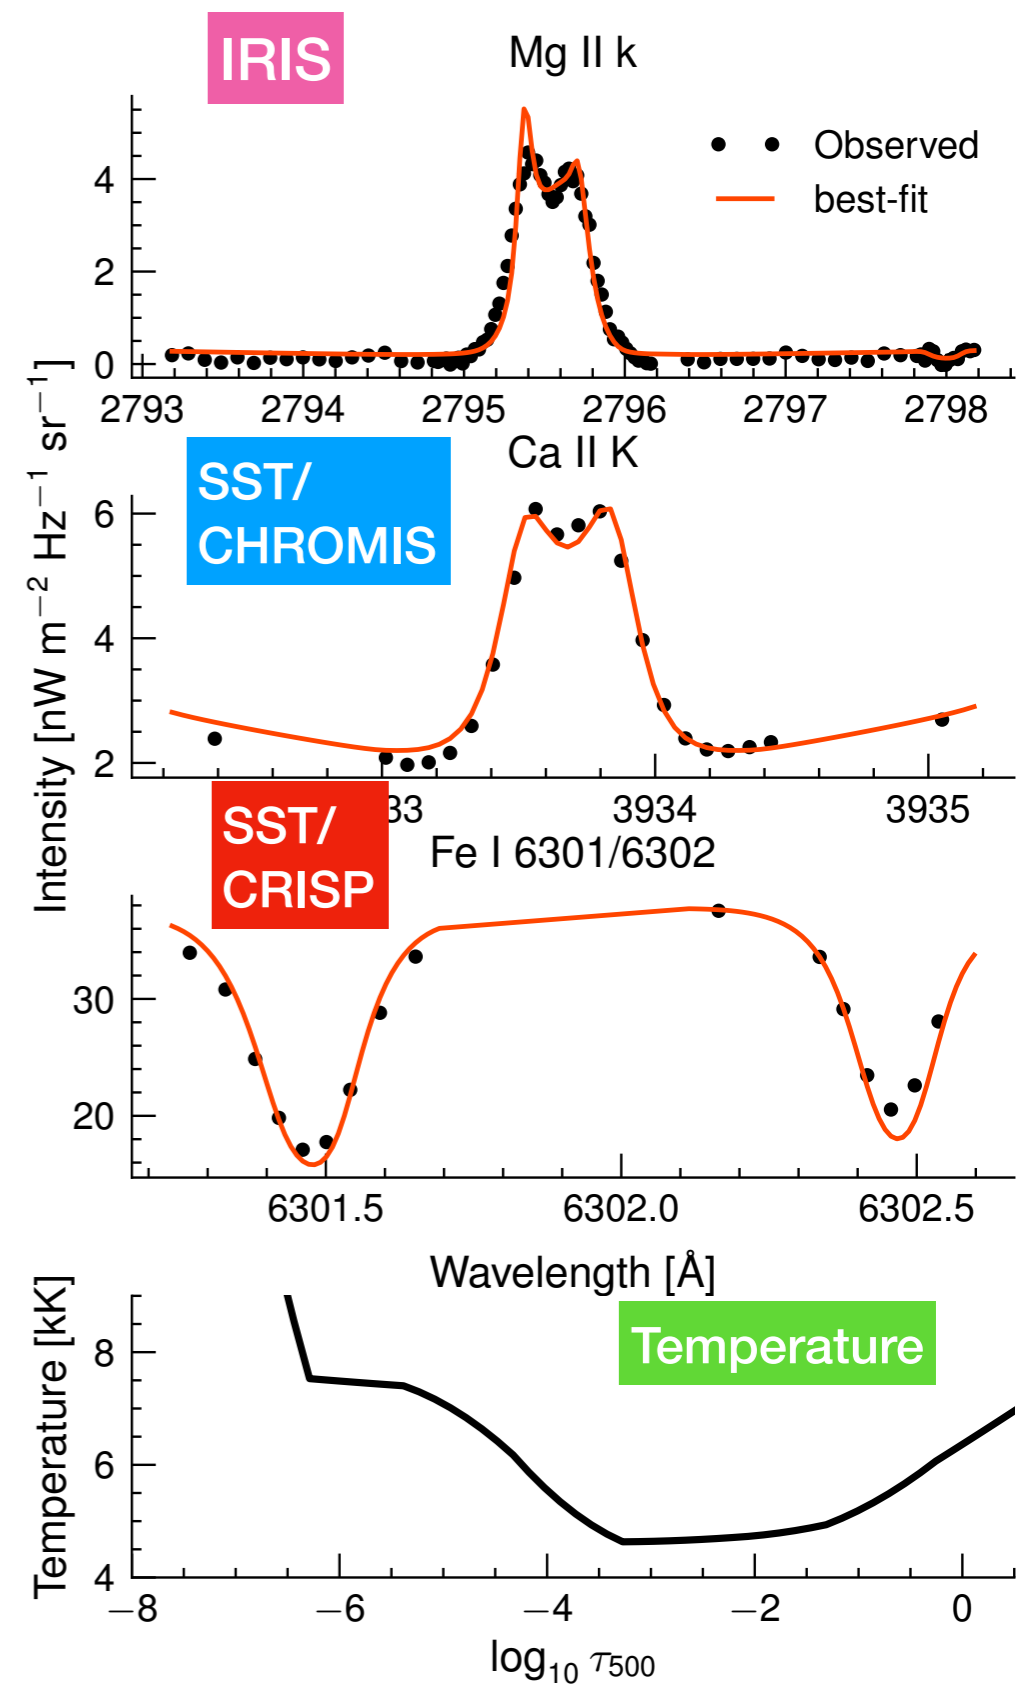 IRIS
Mg II k
Observed
best-fit
4
2
0
2793 2794 2795 2796 2797 2798
Intensity [nW m⁻² Hz⁻¹ sr⁻¹]
Ca II K
SST/
CHROMIS
6
4
2
33 3934 3935
SST/
CRISP
Fe I 6301/6302
30
20
6301.5 6302.0 6302.5
Wavelength [Å]
Temperature [kK]
Temperature
8
6
4
−8 −6 −4 −2 0
log₁₀ τ₅₀₀